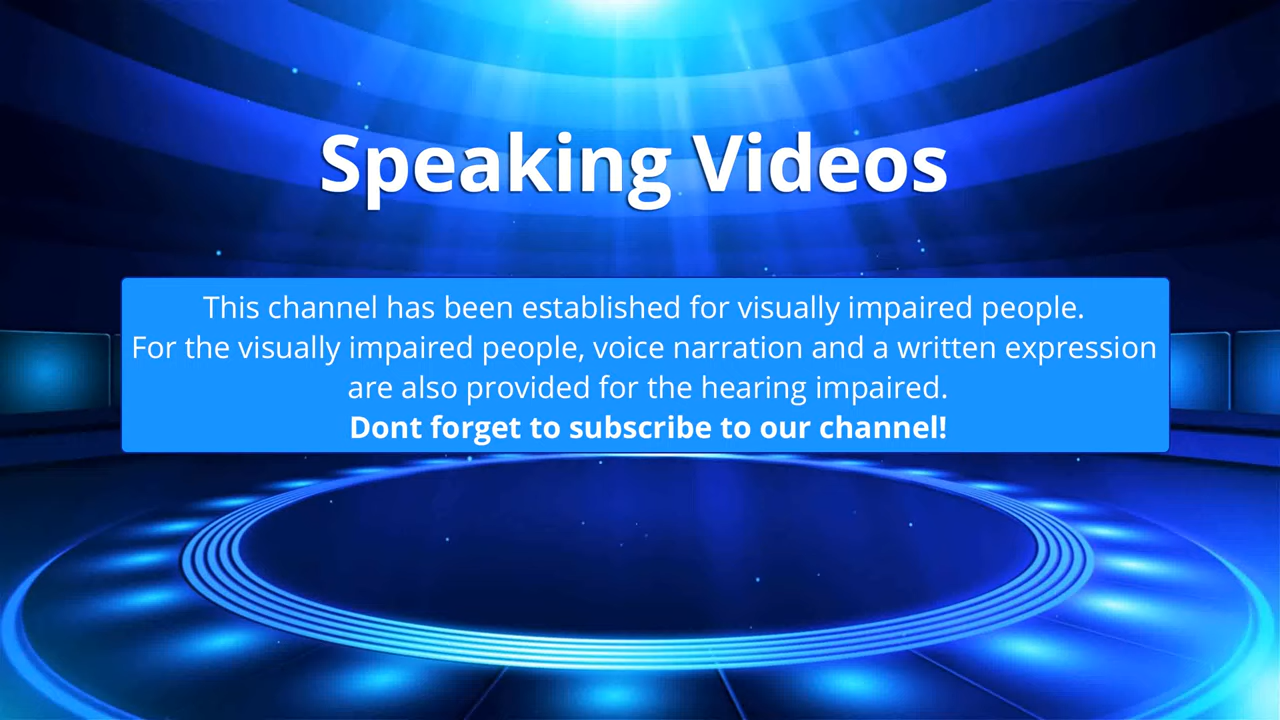 Speaking Videos
This channel has been established for visually impaired people.
For the visually impaired people, voice narration and a written expression
are also provided for the hearing impaired.
Dont forget to subscribe to our channel!